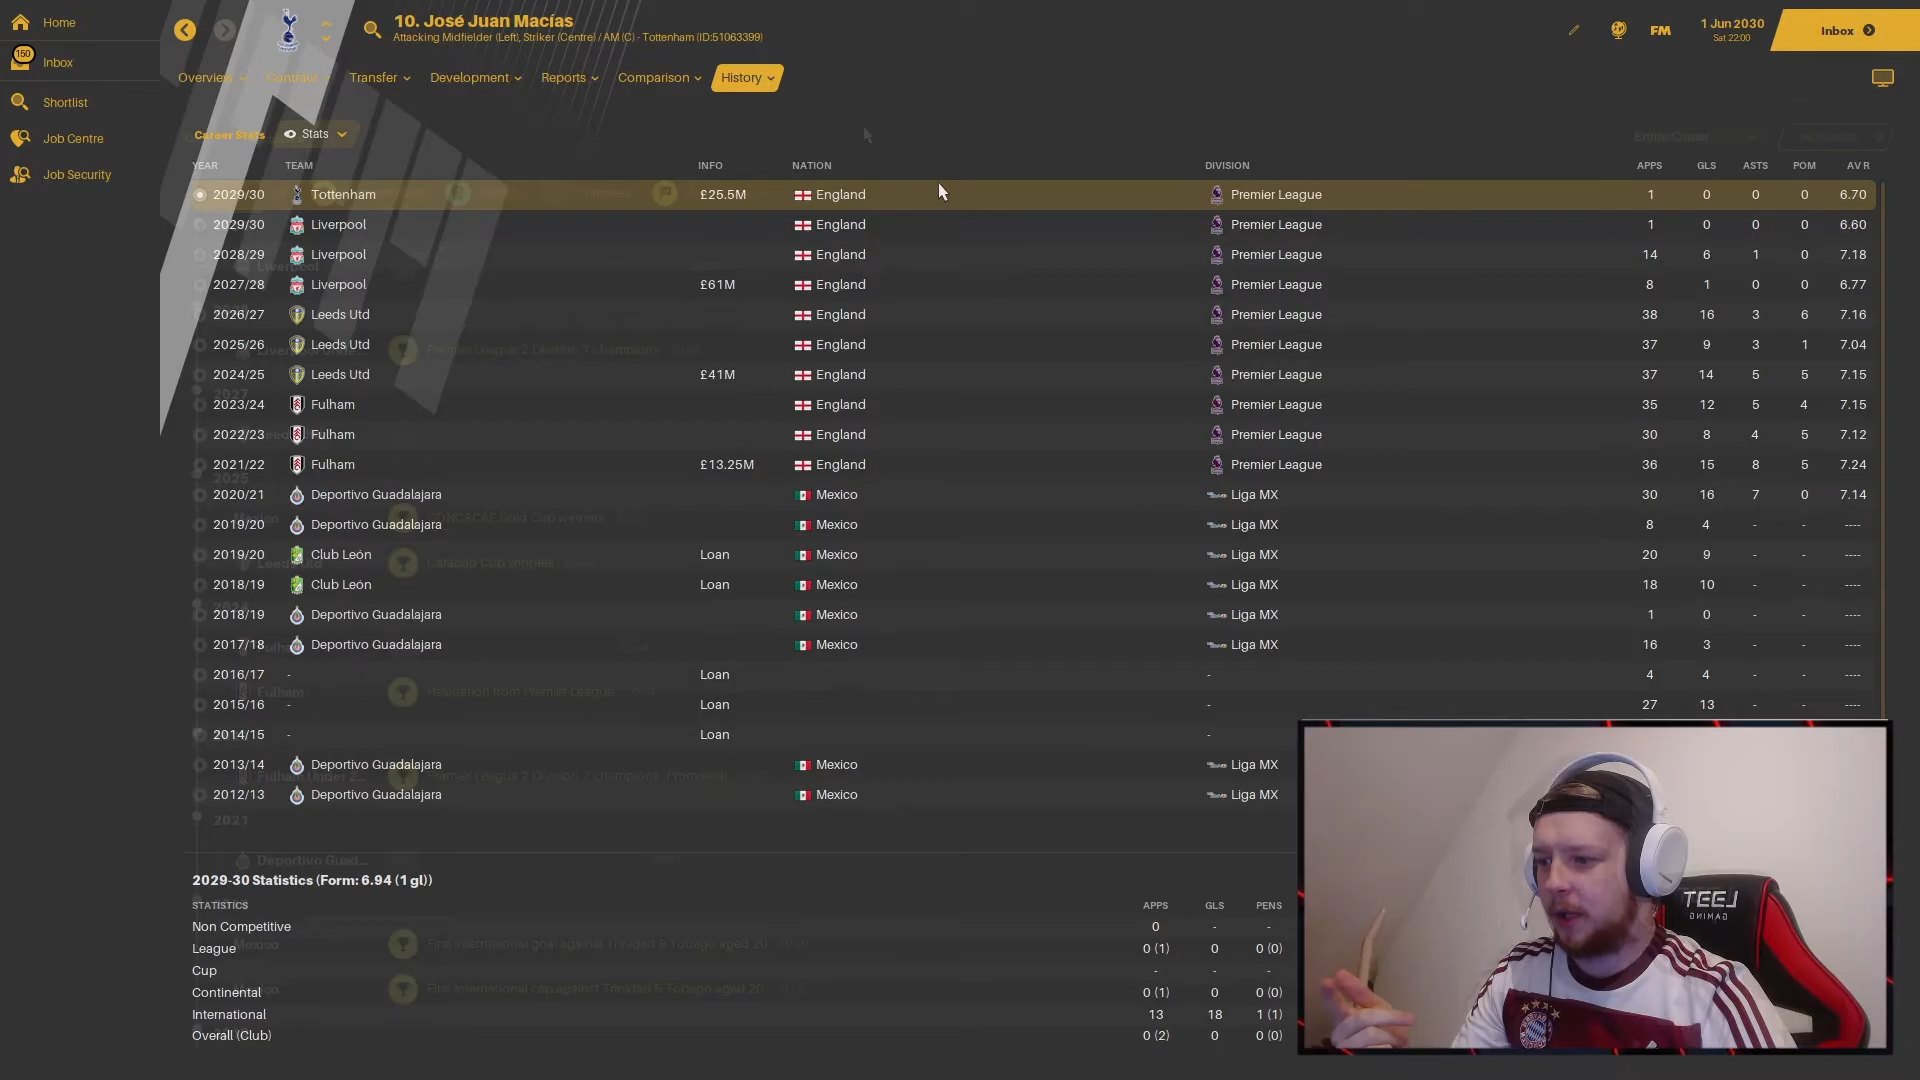 Home
150
Inbox
Shortlist
Job Centre
Job Security
10. José Juan Macías
Attacking Midfielder (Left), Striker (Centre) / AM (C) - Tottenham (ID:51063399)
FM
1 Jun 2030
Sat 22:00
Inbox
Overview Contract Transfer Development Reports Comparison History
Career Stats Stats
YEAR TEAM INFO NATION DIVISION APPS GLS ASTS POM AV R
2029/30 Tottenham £25.5M England Premier League 1 0 0 0 6.70
2029/30 Liverpool England Premier League 1 0 0 0 6.60
2028/29 Liverpool England Premier League 14 6 1 0 7.18
2027/28 Liverpool £61M England Premier League 8 1 0 0 6.77
2026/27 Leeds Utd England Premier League 38 16 3 6 7.16
2025/26 Leeds Utd England Premier League 37 9 3 1 7.04
2024/25 Leeds Utd £41M England Premier League 37 14 5 5 7.15
2023/24 Fulham England Premier League 35 12 5 4 7.15
2022/23 Fulham England Premier League 30 8 4 5 7.12
2021/22 Fulham £13.25M England Premier League 36 15 8 5 7.24
2020/21 Deportivo Guadalajara Mexico Liga MX 30 16 7 0 7.14
2019/20 Deportivo Guadalajara Mexico Liga MX 8 4 - - ----
2019/20 Club León Loan Mexico Liga MX 20 9 - - ----
2018/19 Club León Loan Mexico Liga MX 18 10 - - ----
2018/19 Deportivo Guadalajara Mexico Liga MX 1 0 - - ----
2017/18 Deportivo Guadalajara Mexico Liga MX 16 3 - - ----
2016/17 - Loan - 4 4 - - ----
2015/16 - Loan - 27 13 - - ----
2014/15 - Loan -
2013/14 Deportivo Guadalajara Mexico Liga MX
2012/13 Deportivo Guadalajara Mexico Liga MX
2029-30 Statistics (Form: 6.94 (1 gl))
STATISTICS APPS GLS PENS
Non Competitive 0 - -
League 0 (1) 0 0 (0)
Cup - - -
Continental 0 (1) 0 0 (0)
International 13 18 1 (1)
Overall (Club) 0 (2) 0 0 (0)